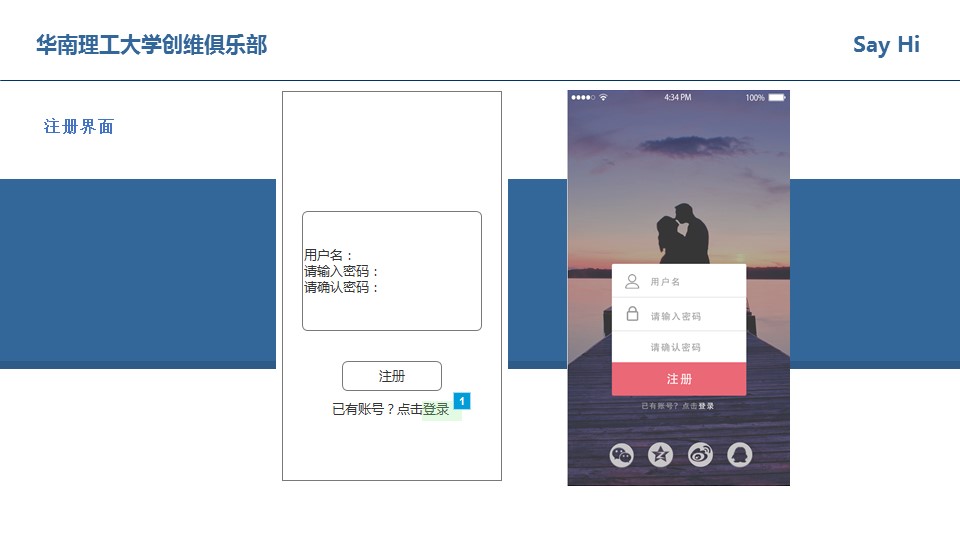 华南理工大学创维俱乐部
Say Hi
注册界面
用户名：
请输入密码：
请确认密码：
注册
已有账号？点击登录
1
4:34 PM
100%
用户名
请输入密码
请确认密码
注册
已有账号？点击登录